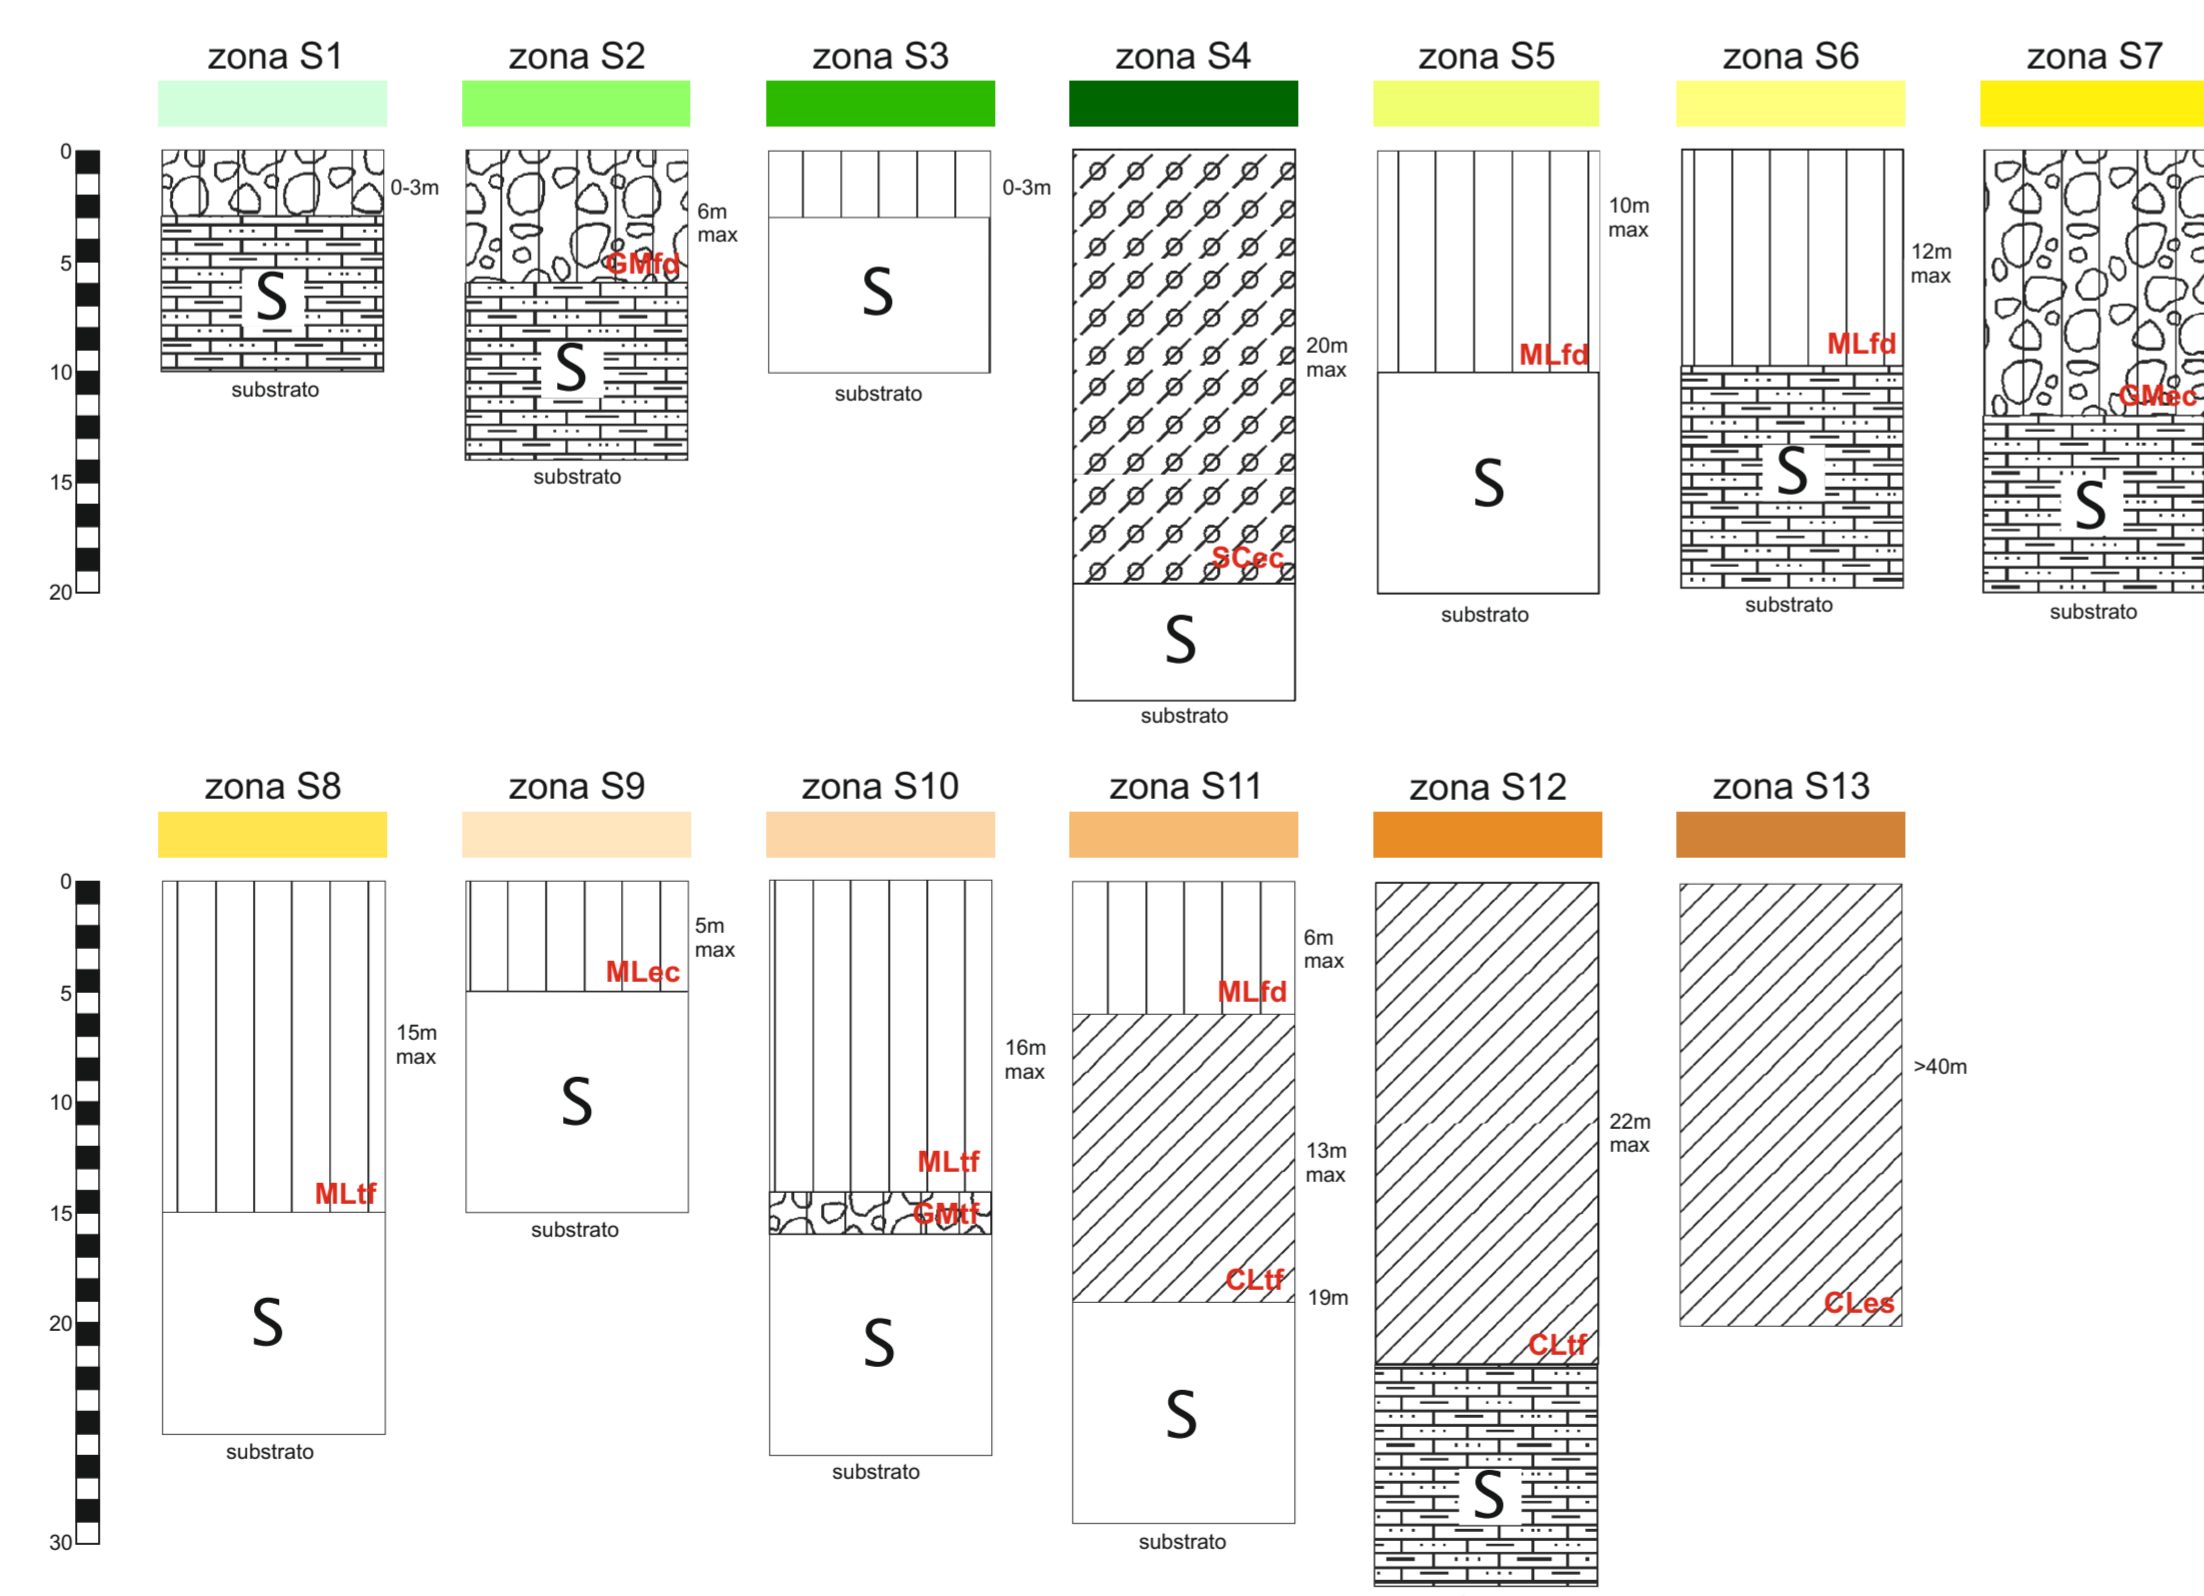 zona S1
zona S2
zona S3
zona S4
zona S5
zona S6
zona S7
0
5
10
15
20
0-3m
S
substrato
6m
max
GMfd
S
substrato
0-3m
S
substrato
20m
max
SCec
S
substrato
10m
max
MLfd
S
substrato
12m
max
MLfd
S
substrato
GMec
S
substrato
zona S8
zona S9
zona S10
zona S11
zona S12
zona S13
0
5
10
15
20
30
15m
max
MLtf
S
substrato
5m
max
MLec
S
substrato
16m
max
MLtf
GMtf
S
substrato
6m
max
MLfd
13m
max
CLtf
19m
S
substrato
22m
max
CLtf
S
>40m
CLes